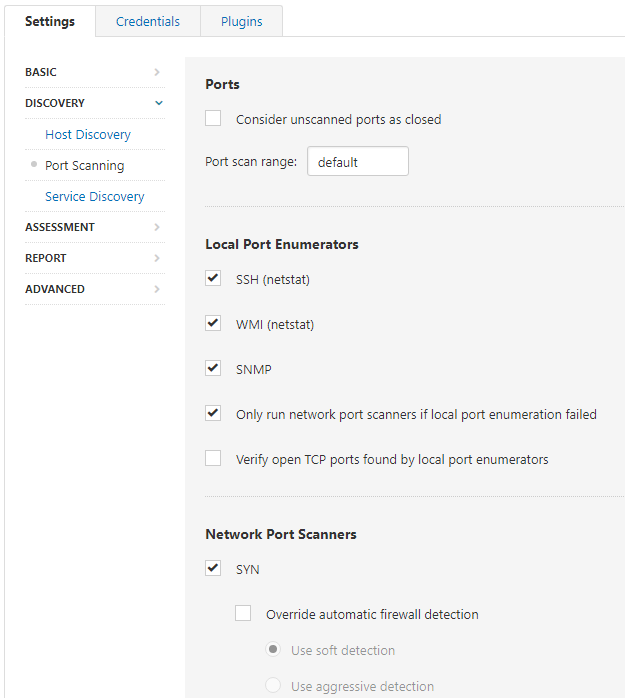 Settings Credentials Plugins
BASIC
DISCOVERY
Host Discovery
Port Scanning
Service Discovery
ASSESSMENT
REPORT
ADVANCED
Ports
Consider unscanned ports as closed
Port scan range: default
Local Port Enumerators
SSH (netstat)
WMI (netstat)
SNMP
Only run network port scanners if local port enumeration failed
Verify open TCP ports found by local port enumerators
Network Port Scanners
SYN
Override automatic firewall detection
Use soft detection
Use aggressive detection